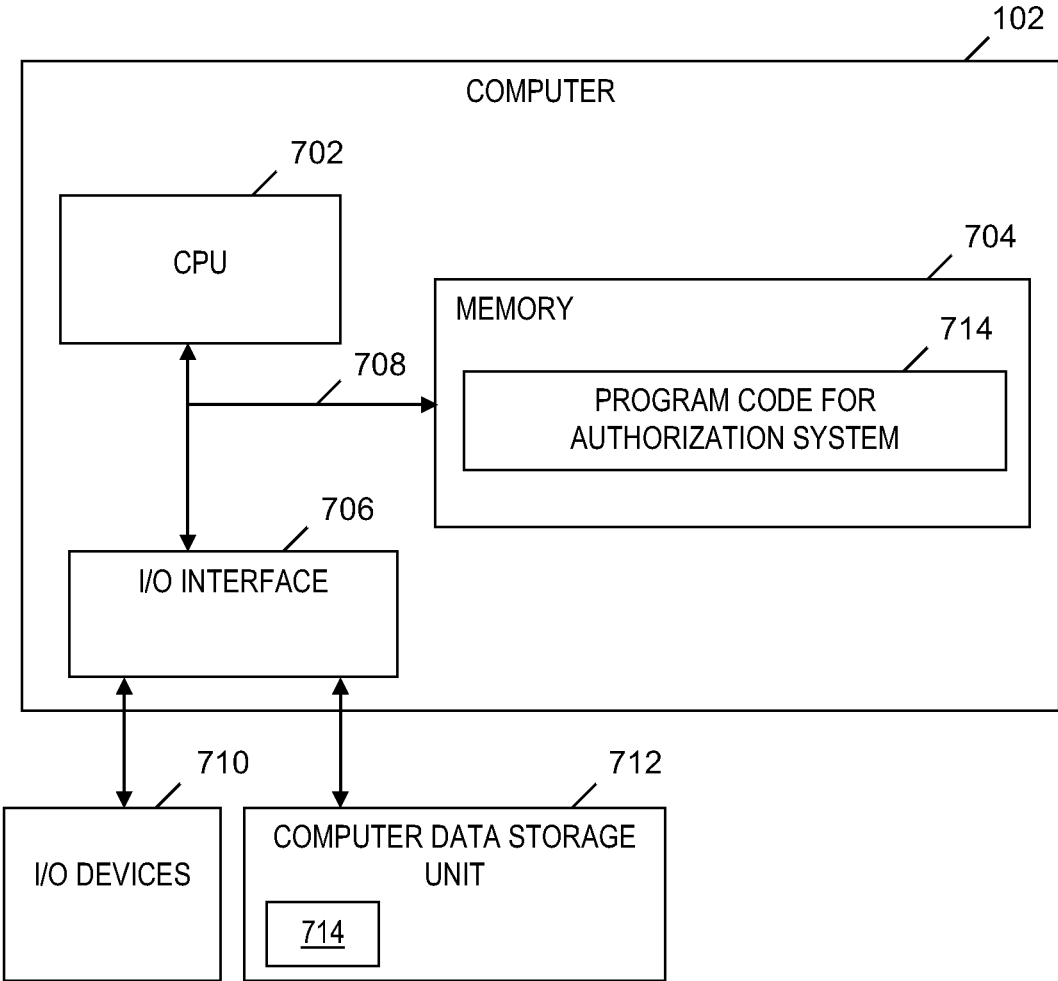 102
COMPUTER
702
CPU
704
MEMORY
714
PROGRAM CODE FOR
AUTHORIZATION SYSTEM
708
706
I/O INTERFACE
710
I/O DEVICES
712
COMPUTER DATA STORAGE
UNIT
714